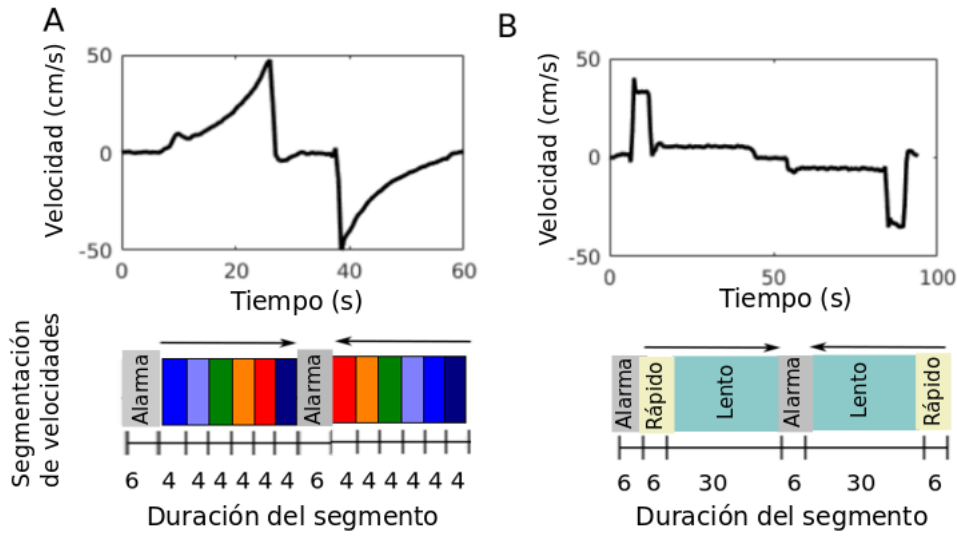 A
Velocidad (cm/s)
50
0
-50
0 20 40 60
Tiempo (s)
B
Velocidad (cm/s)
50
0
-50
0 50 100
Tiempo (s)
Segmentación
de velocidades
Alarma Alarma
6 4 4 4 4 4 4 6 4 4 4 4 4 4
Duración del segmento
Alarma Rápido Lento Alarma Lento Rápido
6 6 30 6 30 6
Duración del segmento